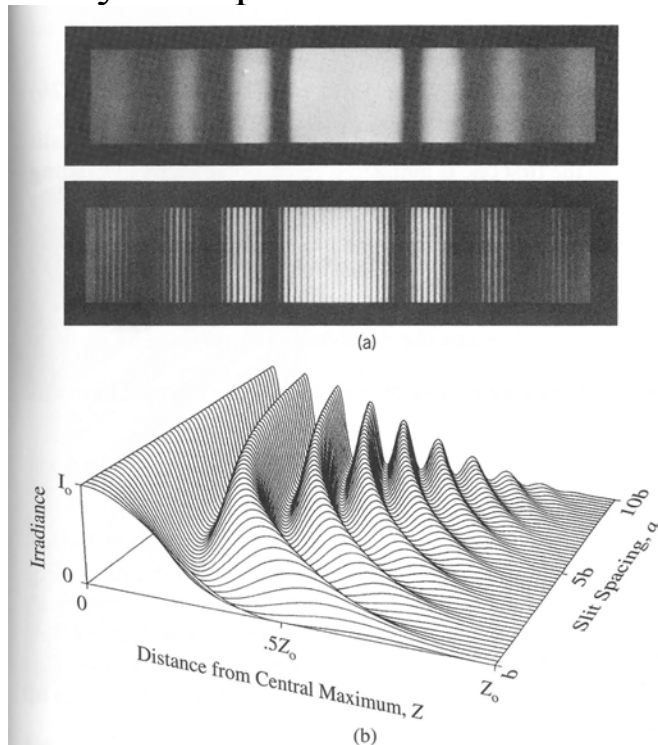 (a)
Irradiance
I₀
0
0
.5Z₀
Z₀
Distance from Central Maximum, Z
b
5b
10b
Slit Spacing, a
(b)